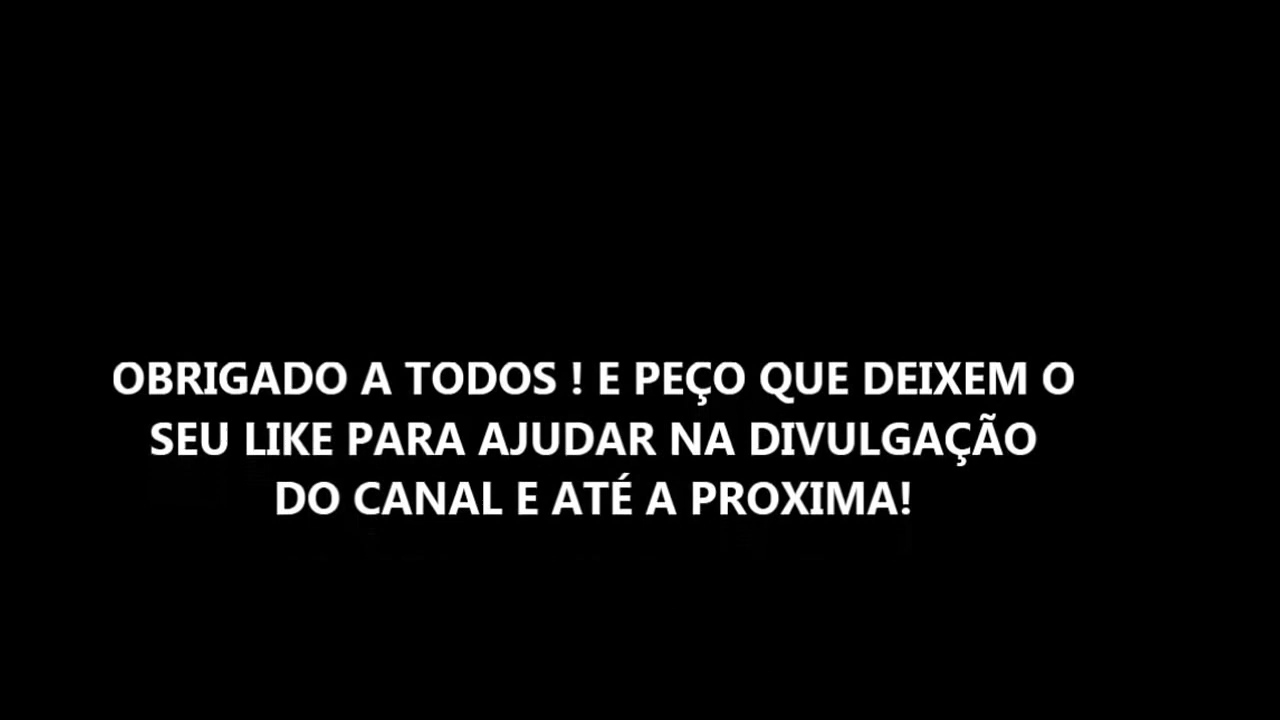 OBRIGADO A TODOS ! E PEÇO QUE DEIXEM O
SEU LIKE PARA AJUDAR NA DIVULGAÇÃO
DO CANAL E ATÉ A PROXIMA!